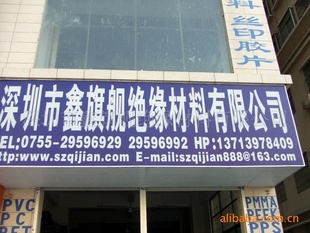 料 丝印胶片
深圳市鑫旗舰绝缘材料有限公司
TEL:0755-29596929 29596992 HP:13713978409
http:www.szqijian.com E-mail:szqijian888@163.com
PVC
PC
PET
PMMA
PEEK
PPS
alibaba.com.cn